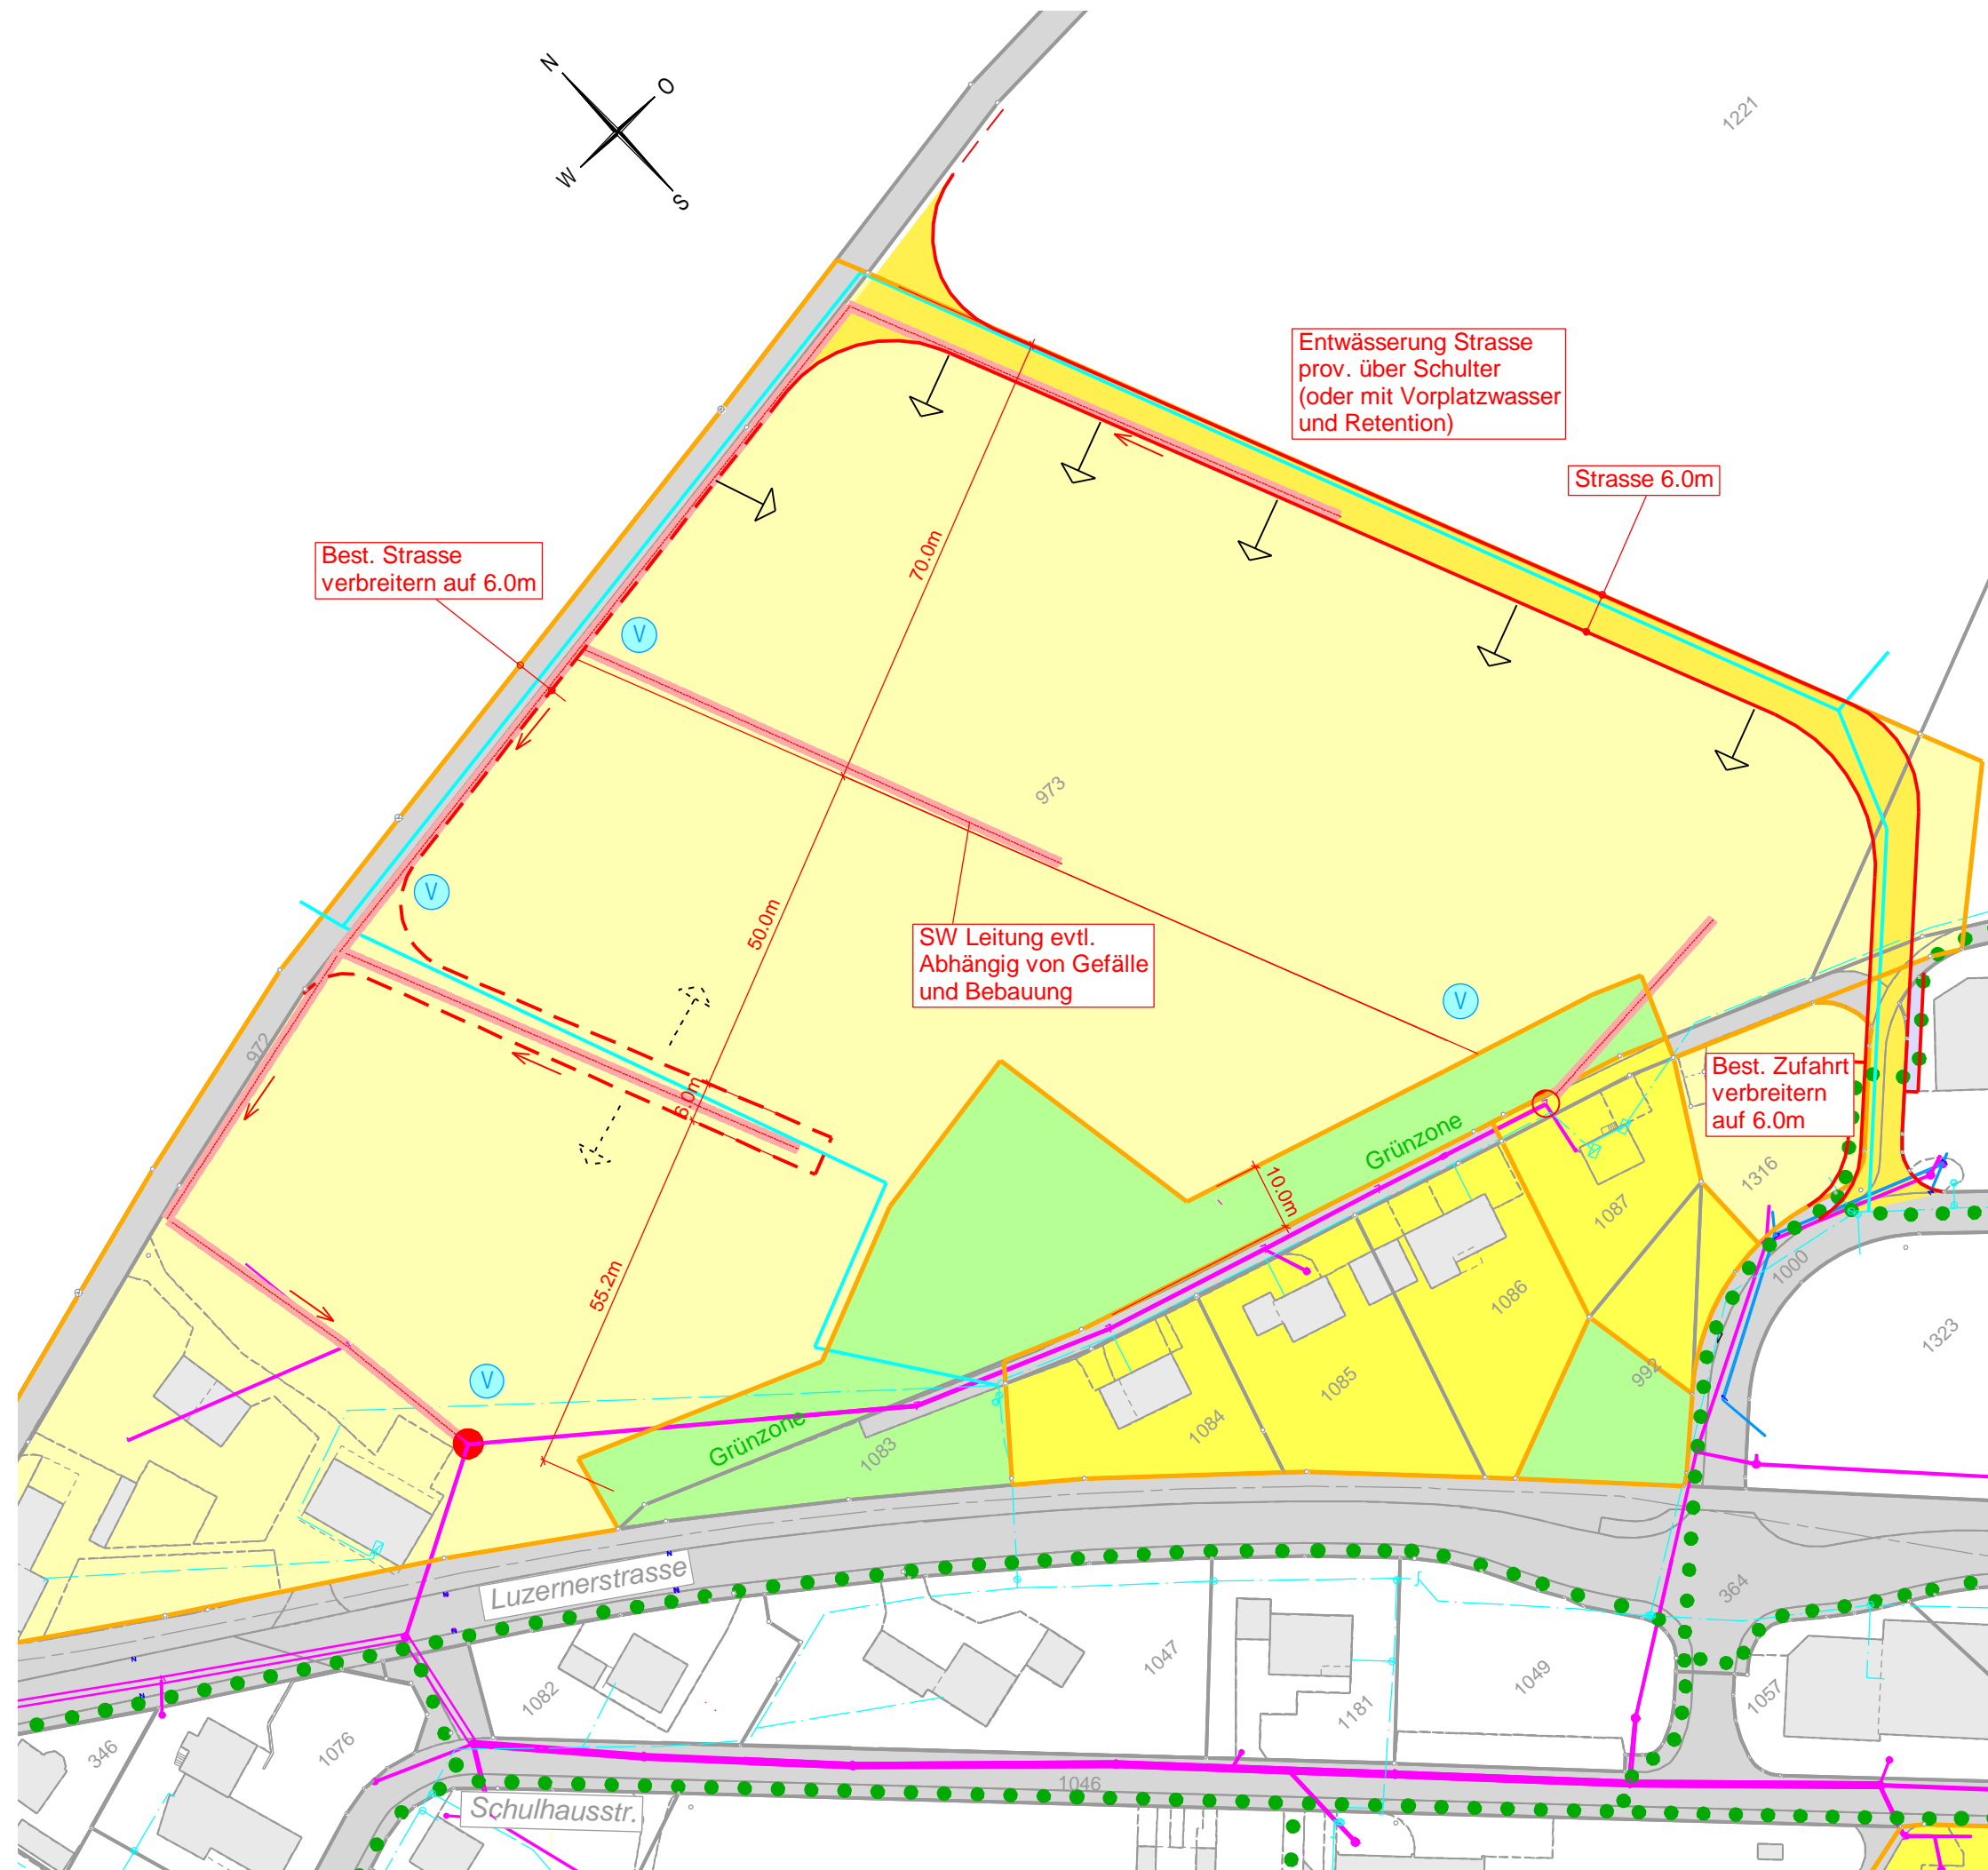 N
O
W
S
1221
Entwässerung Strasse
prov. über Schulter
(oder mit Vorplatzwasser
und Retention)
Strasse 6.0m
Best. Strasse
verbreitern auf 6.0m
70.0m
V
973
V
50.0m
SW Leitung evtl.
Abhängig von Gefälle
und Bebauung
V
972
6.0m
Best. Zufahrt
verbreitern
auf 6.0m
Grünzone
10.0m
1316
1087
1000
55.2m
1086
1323
V
992
1085
1084
Grünzone
1083
Luzernerstrasse
364
1047
1049
1082
1181
1057
346
1076
1046
Schulhausstr.